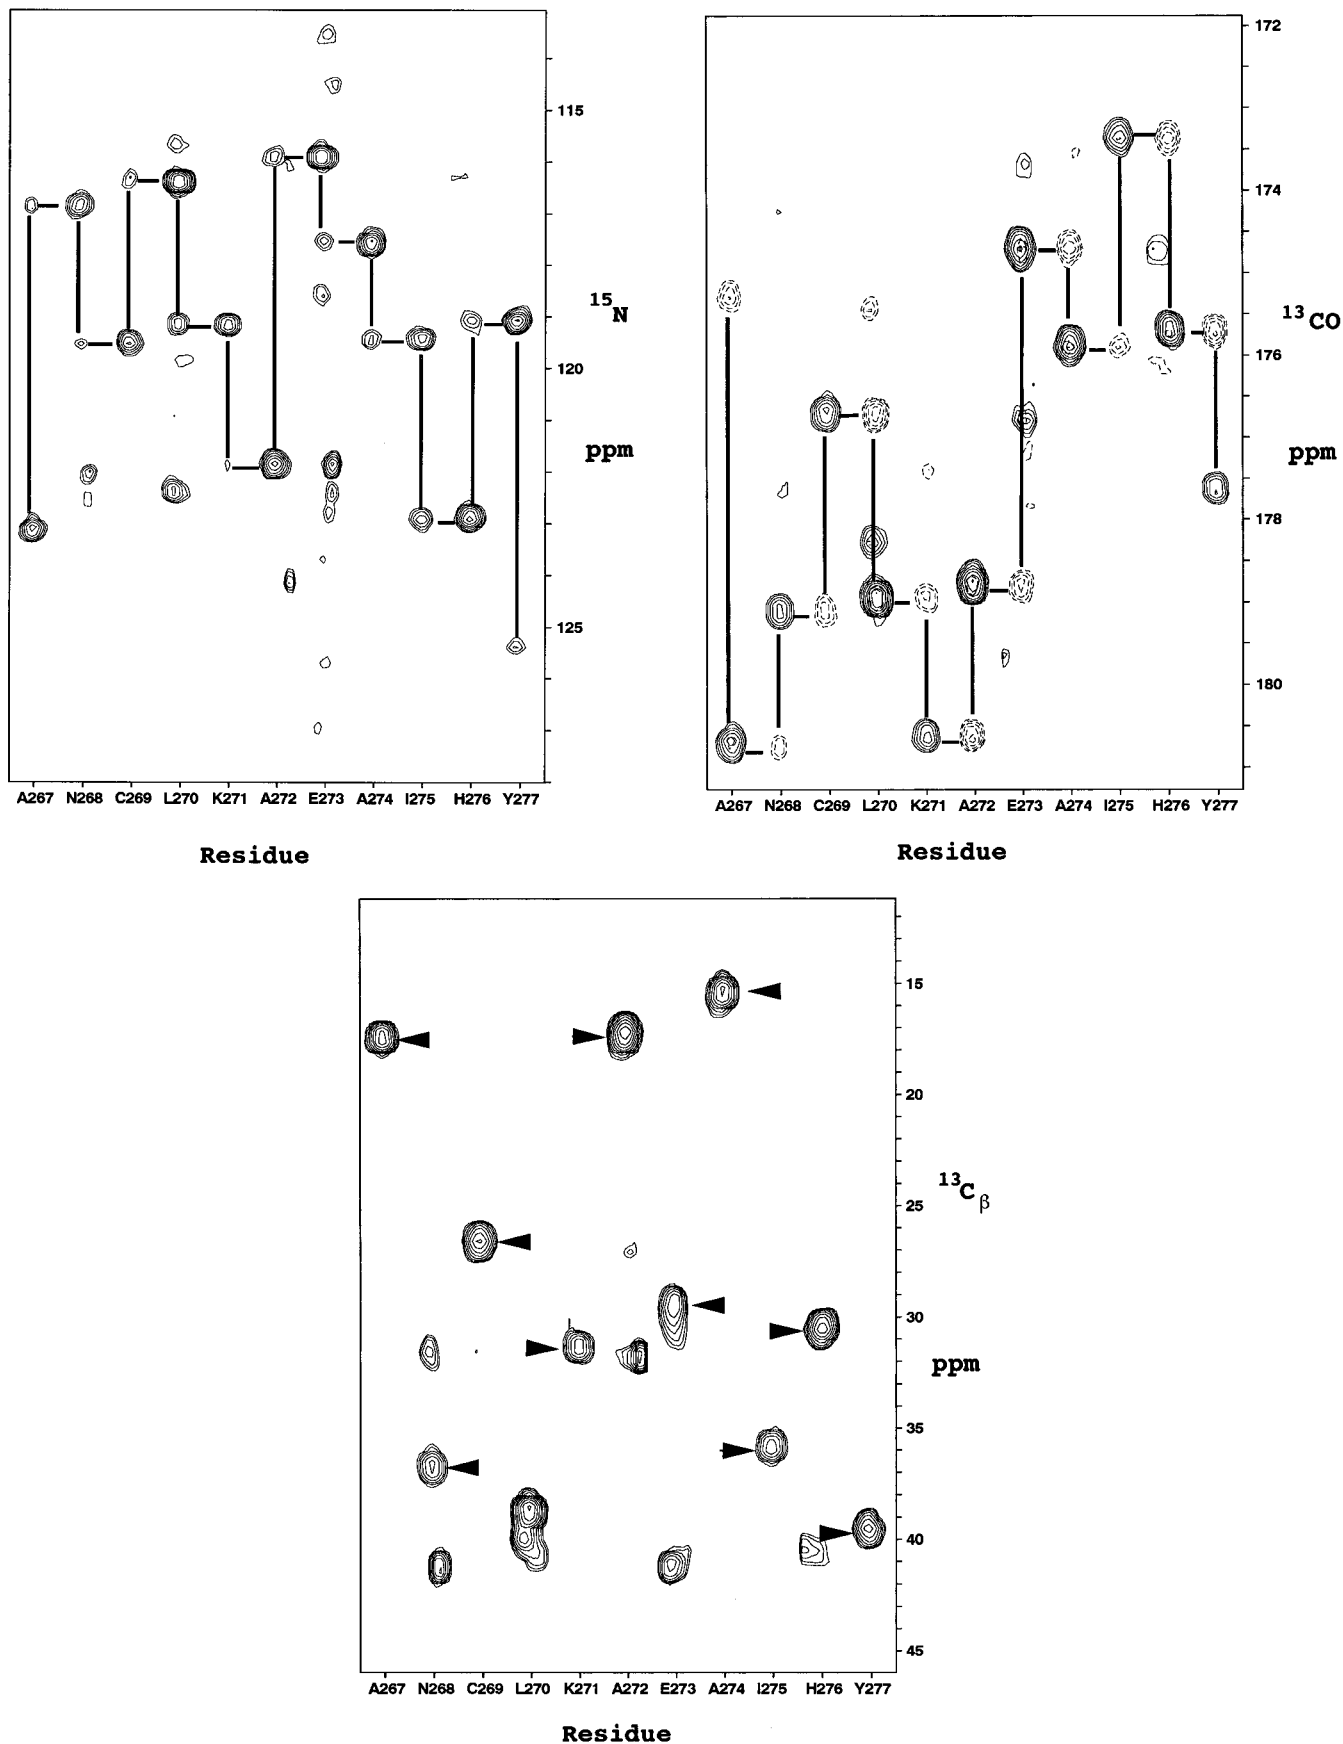 115
15N
120
ppm
125
A267 N268 C269 L270 K271 A272 E273 A274 I275 H276 Y277
Residue
172
174
13CO
176
ppm
178
180
A267 N268 C269 L270 K271 A272 E273 A274 I275 H276 Y277
Residue
15
20
13Cβ
25
30
ppm
35
40
45
A267 N268 C269 L270 K271 A272 E273 A274 I275 H276 Y277
Residue